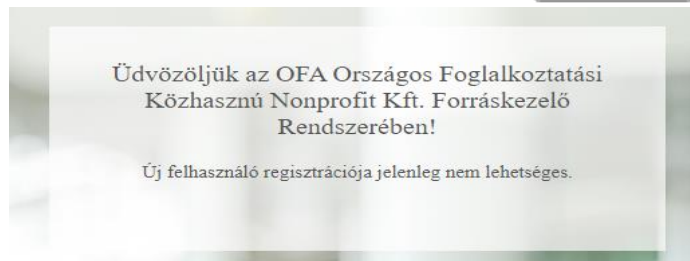 Üdvözöljük az OFA Országos Foglalkoztatási
Közhasznú Nonprofit Kft. Forráskezelő
Rendszerében!
Új felhasználó regisztrációja jelenleg nem lehetséges.